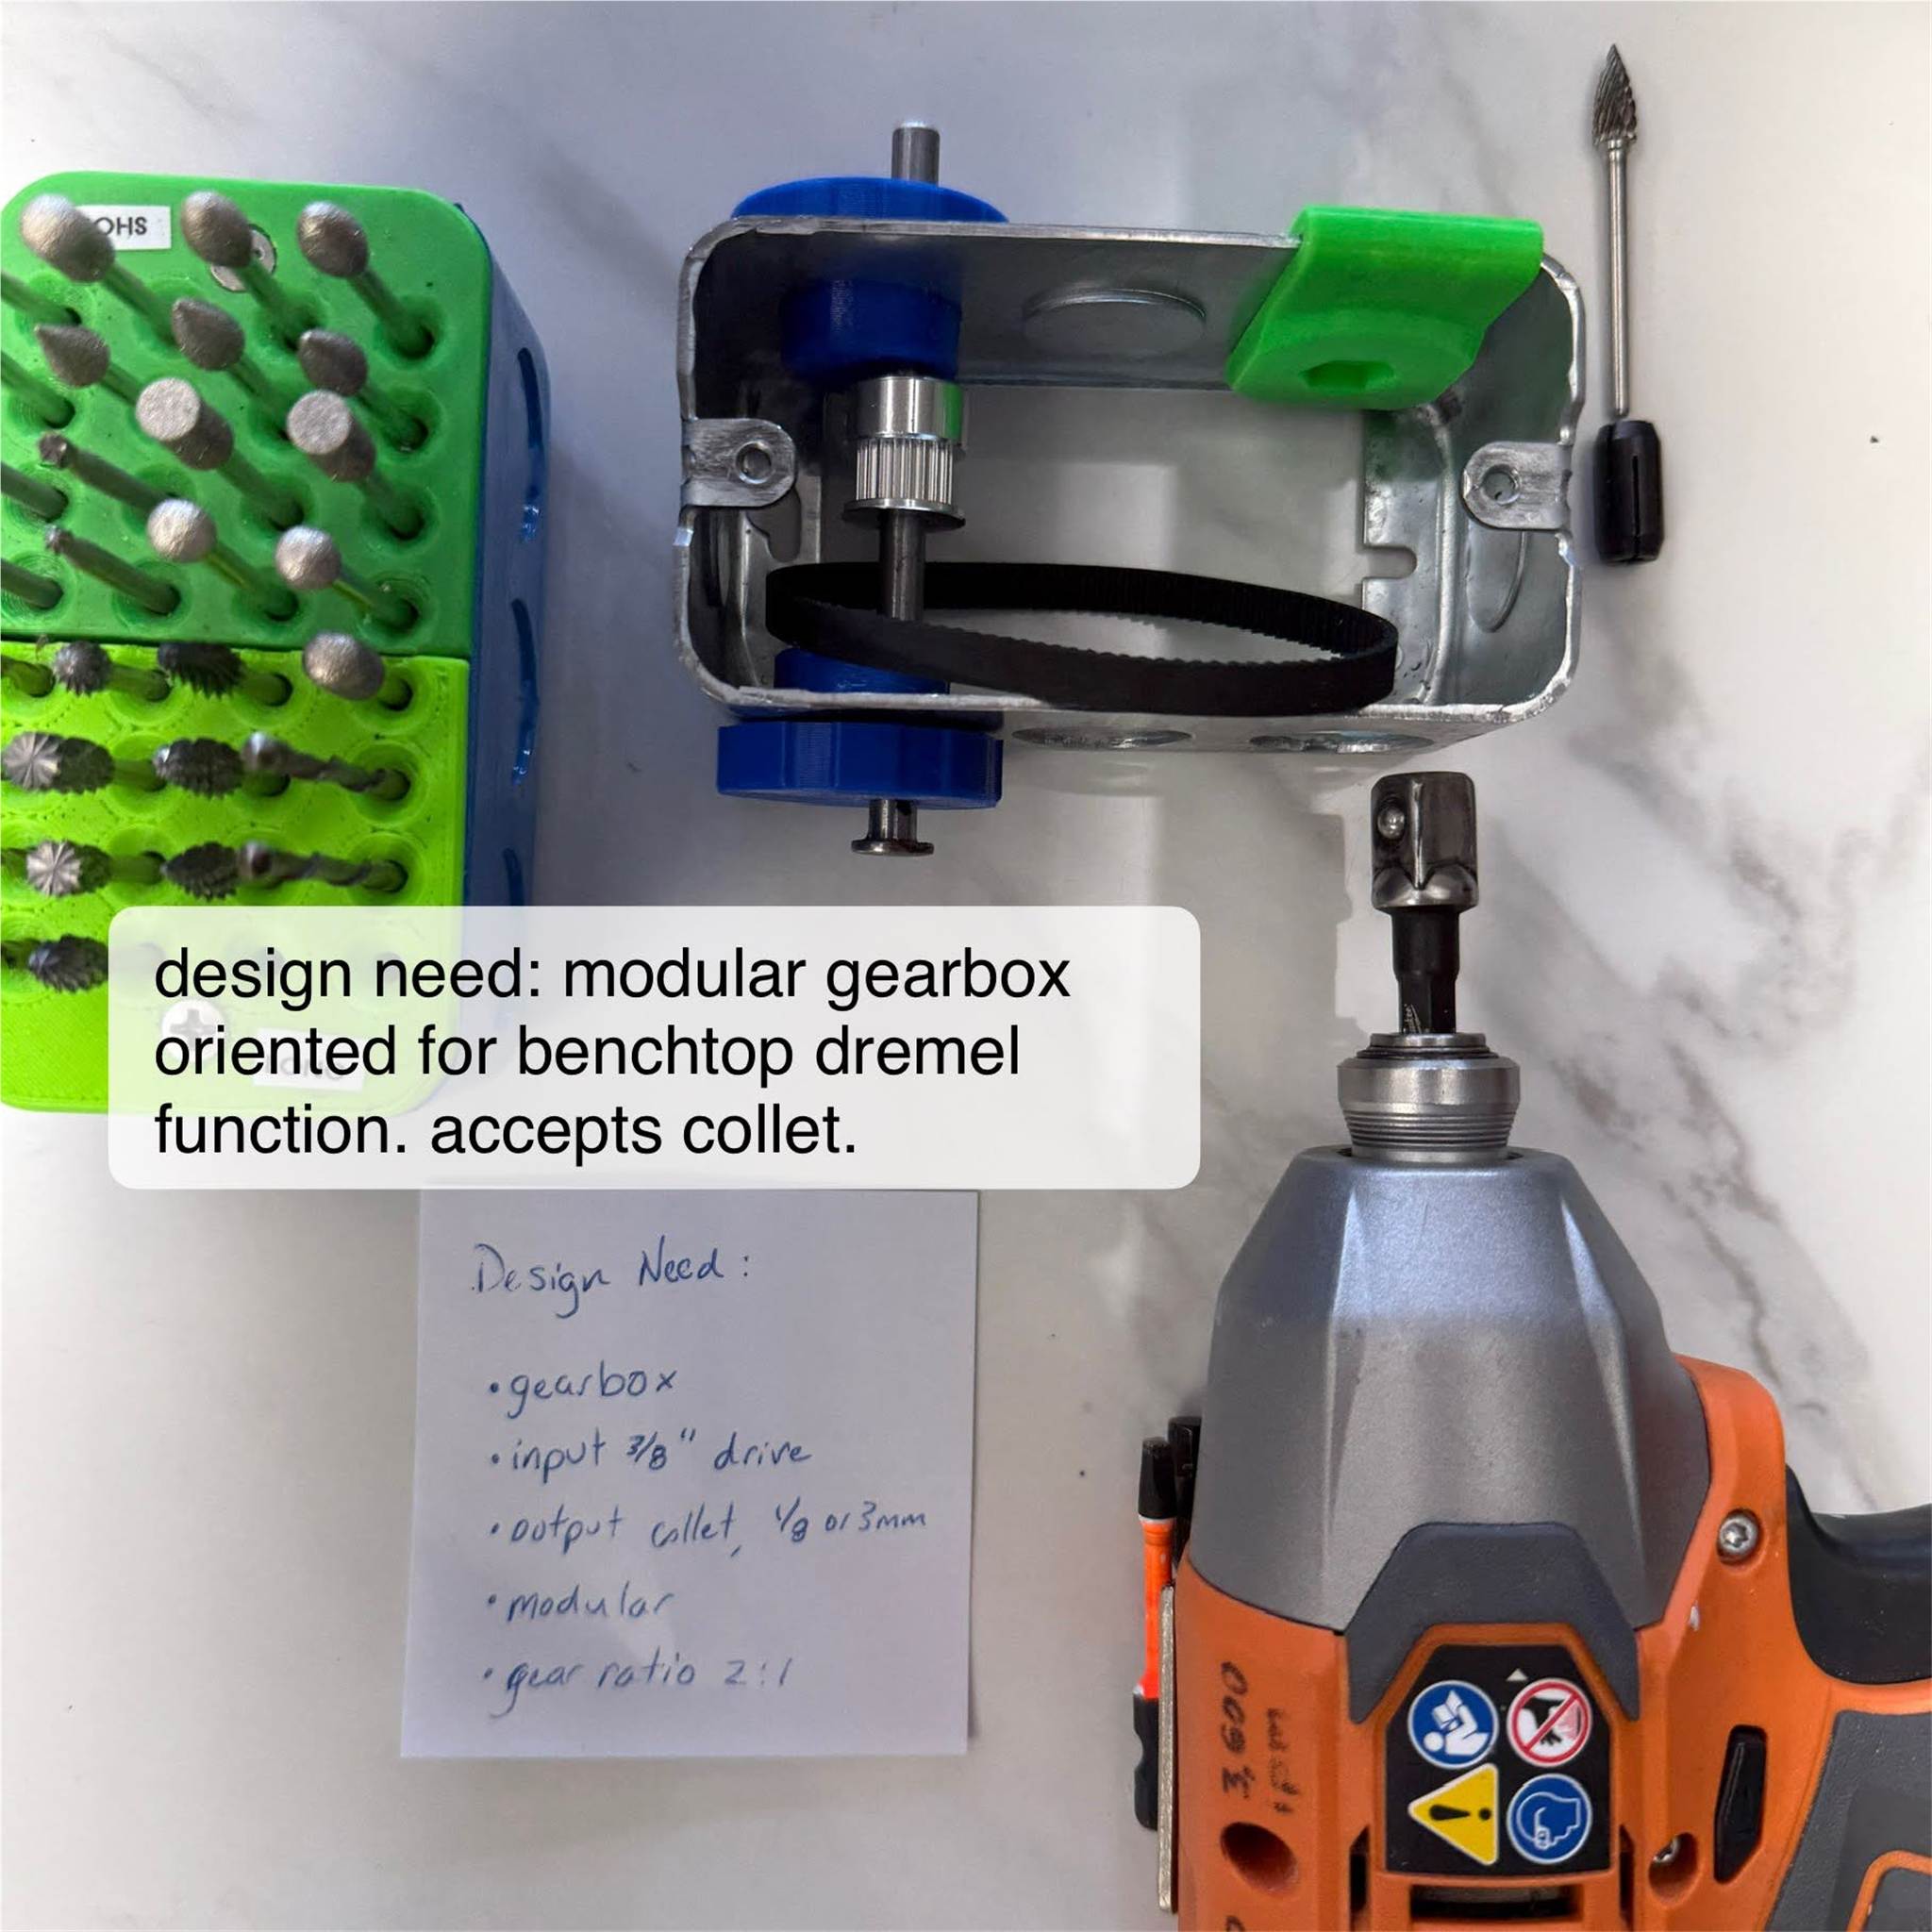 OHS
design need: modular gearbox
oriented for benchtop dremel
function. accepts collet.
Design Need:
• gearbox
• input 3/8" drive
• output collet, 1/8 or 3mm
• modular
• gear ratio 2:1
3,600